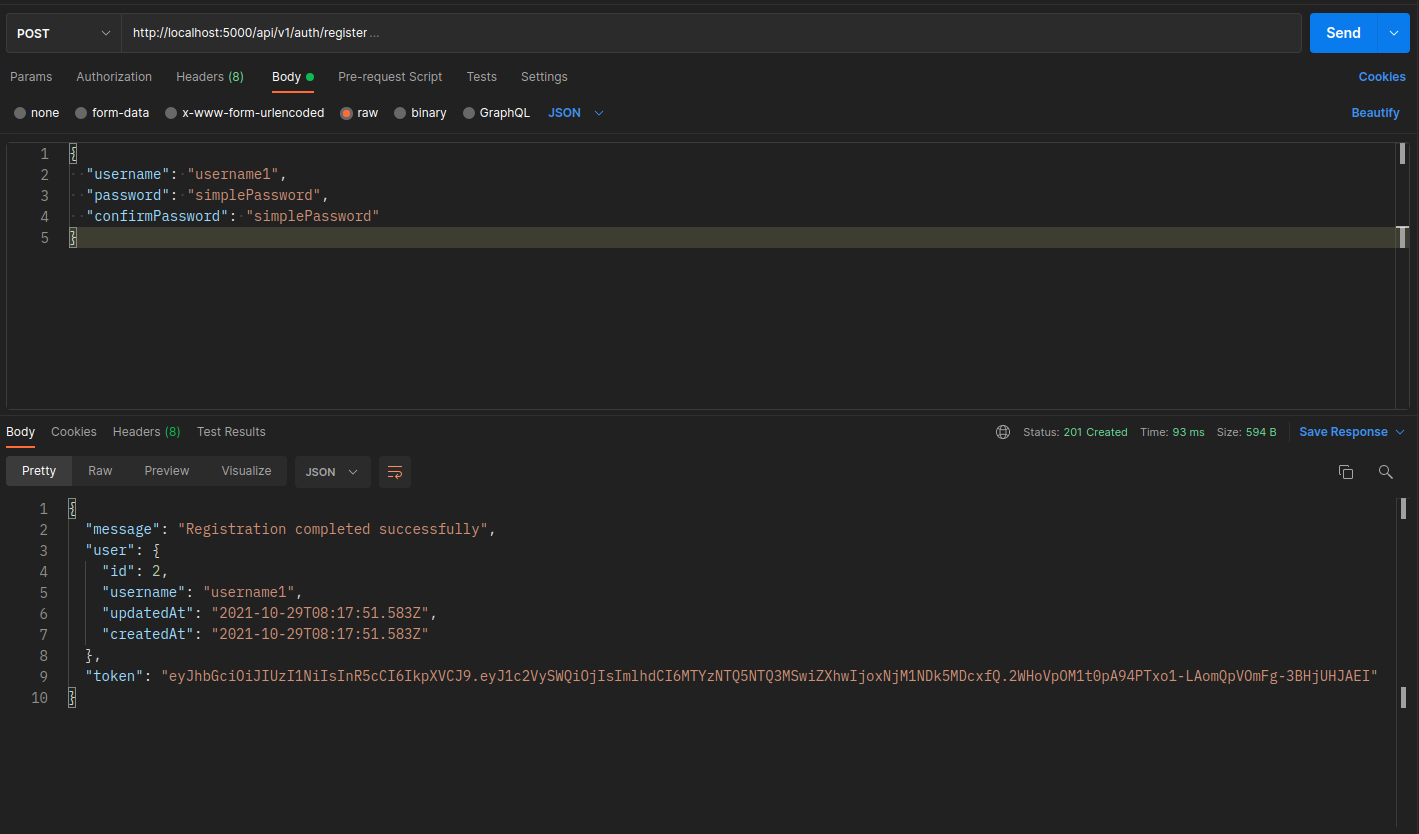 POST http://localhost:5000/api/v1/auth/register ... Send
Params Authorization Headers (8) Body Pre-request Script Tests Settings Cookies
none form-data x-www-form-urlencoded raw binary GraphQL JSON Beautify
1 {
2 "username": "username1",
3 "password": "simplePassword",
4 "confirmPassword": "simplePassword"
5 }
Body Cookies Headers (8) Test Results Status: 201 Created Time: 93 ms Size: 594 B Save Response
Pretty Raw Preview Visualize JSON
1 {
2 "message": "Registration completed successfully",
3 "user": {
4 "id": 2,
5 "username": "username1",
6 "updatedAt": "2021-10-29T08:17:51.583Z",
7 "createdAt": "2021-10-29T08:17:51.583Z"
8 },
9 "token": "eyJhbGciOiJIUzI1NiIsInR5cCI6IkpXVCJ9.eyJ1c2VySWQiOjIsImlhdCI6MTYzNTQ5NTQ3MSwiZXhwIjoxNjM1NDk5MDcxfQ.2WHoVpOM1t0pA94PTxo1-LAomQpVOmFg-3BHjUHJAEI"
10 }